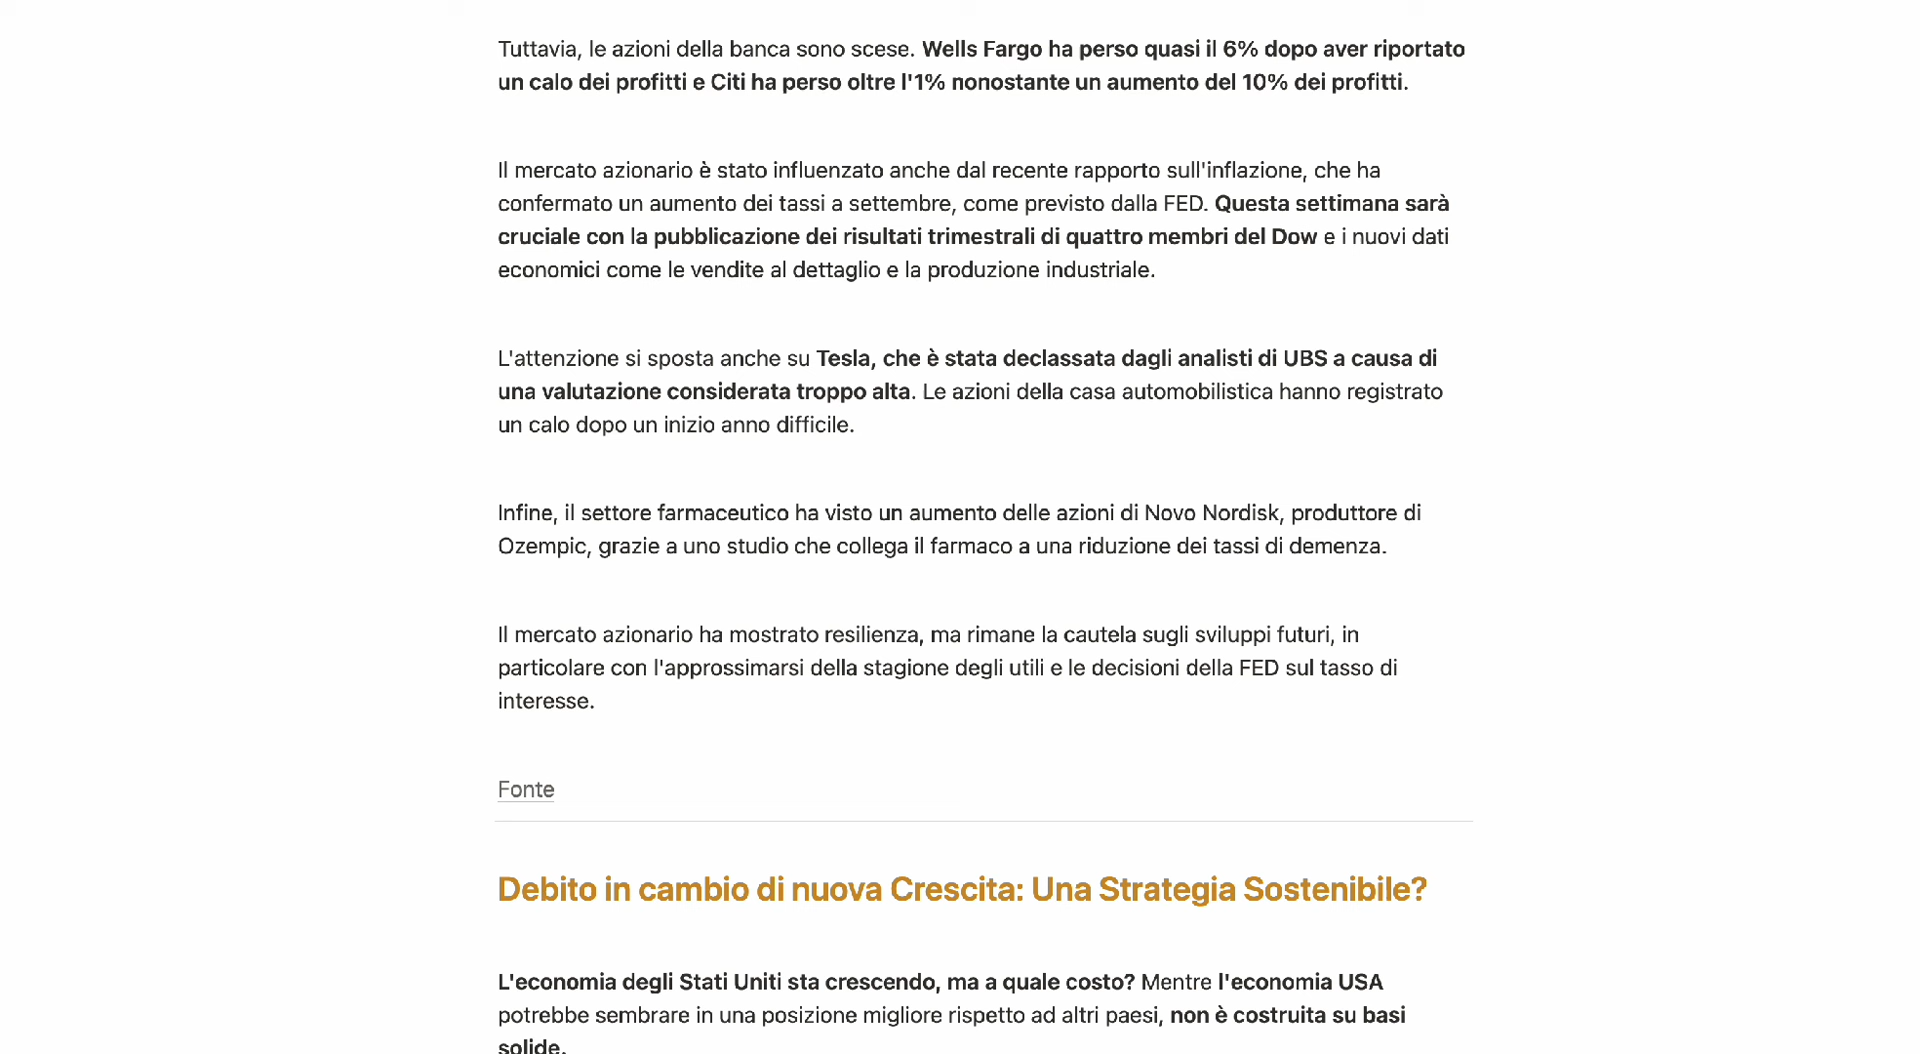 Tuttavia, le azioni della banca sono scese. Wells Fargo ha perso quasi il 6% dopo aver riportato
un calo dei profitti e Citi ha perso oltre l'1% nonostante un aumento del 10% dei profitti.
Il mercato azionario è stato influenzato anche dal recente rapporto sull'inflazione, che ha
confermato un aumento dei tassi a settembre, come previsto dalla FED. Questa settimana sarà
cruciale con la pubblicazione dei risultati trimestrali di quattro membri del Dow e i nuovi dati
economici come le vendite al dettaglio e la produzione industriale.
L'attenzione si sposta anche su Tesla, che è stata declassata dagli analisti di UBS a causa di
una valutazione considerata troppo alta. Le azioni della casa automobilistica hanno registrato
un calo dopo un inizio anno difficile.
Infine, il settore farmaceutico ha visto un aumento delle azioni di Novo Nordisk, produttore di
Ozempic, grazie a uno studio che collega il farmaco a una riduzione dei tassi di demenza.
Il mercato azionario ha mostrato resilienza, ma rimane la cautela sugli sviluppi futuri, in
particolare con l'approssimarsi della stagione degli utili e le decisioni della FED sul tasso di
interesse.
Fonte
Debito in cambio di nuova Crescita: Una Strategia Sostenibile?
L'economia degli Stati Uniti sta crescendo, ma a quale costo? Mentre l'economia USA
potrebbe sembrare in una posizione migliore rispetto ad altri paesi, non è costruita su basi
solide.